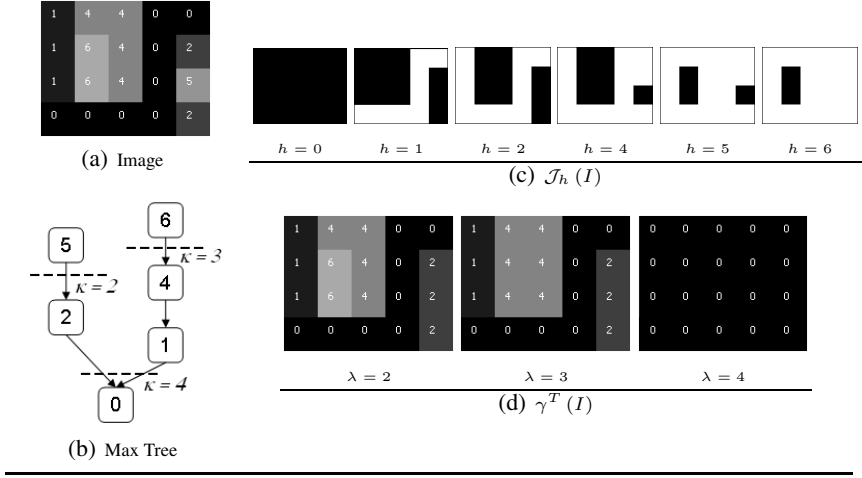 1 4 4 0 0
1 6 4 0 2
1 6 4 0 5
0 0 0 0 2
(a) Image
h = 0 h = 1 h = 2 h = 4 h = 5 h = 6
(c) 𝒥h (I)
5
κ = 2
2
6
κ = 3
4
1
κ = 4
0
(b) Max Tree
1 4 4 0 0
1 6 4 0 2
1 6 4 0 2
0 0 0 0 2
λ = 2
1 4 4 0 0
1 4 4 0 2
1 4 4 0 2
0 0 0 0 2
λ = 3
0 0 0 0 0
0 0 0 0 0
0 0 0 0 0
0 0 0 0 0
λ = 4
(d) γT (I)